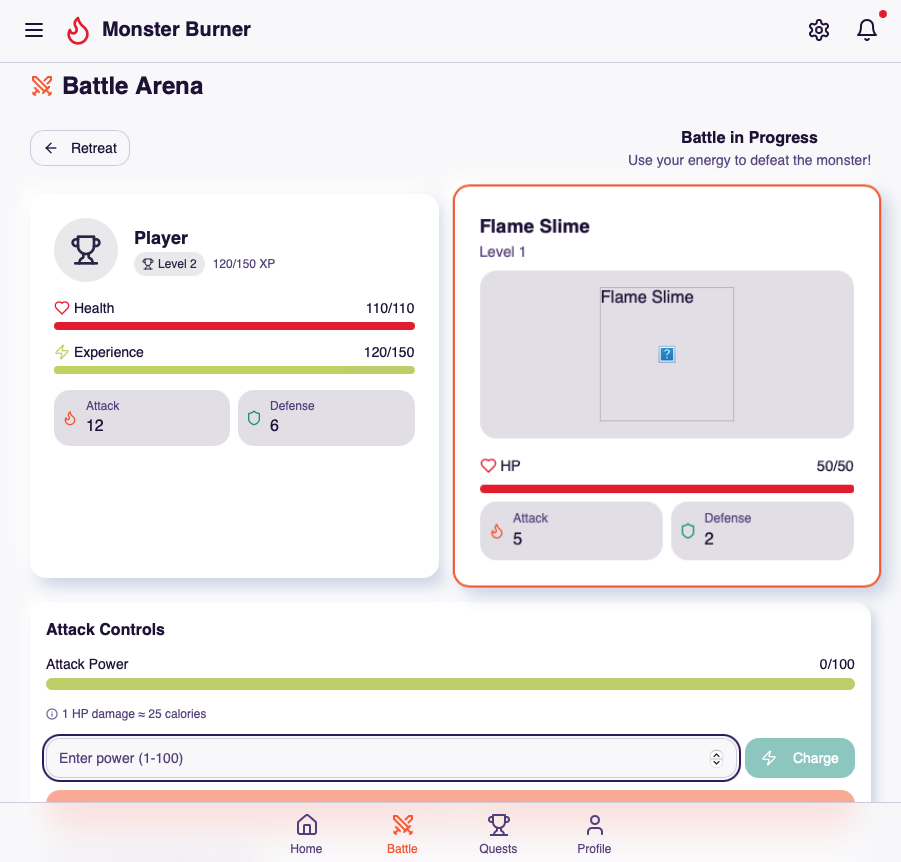 Monster Burner
Battle Arena
Retreat
Battle in Progress
Use your energy to defeat the monster!
Player
Level 2
120/150 XP
Health
110/110
Experience
120/150
Attack
12
Defense
6
Flame Slime
Level 1
Flame Slime
?
HP
50/50
Attack
5
Defense
2
Attack Controls
Attack Power
0/100
1 HP damage ≈ 25 calories
Enter power (1-100)
Charge
Home
Battle
Quests
Profile